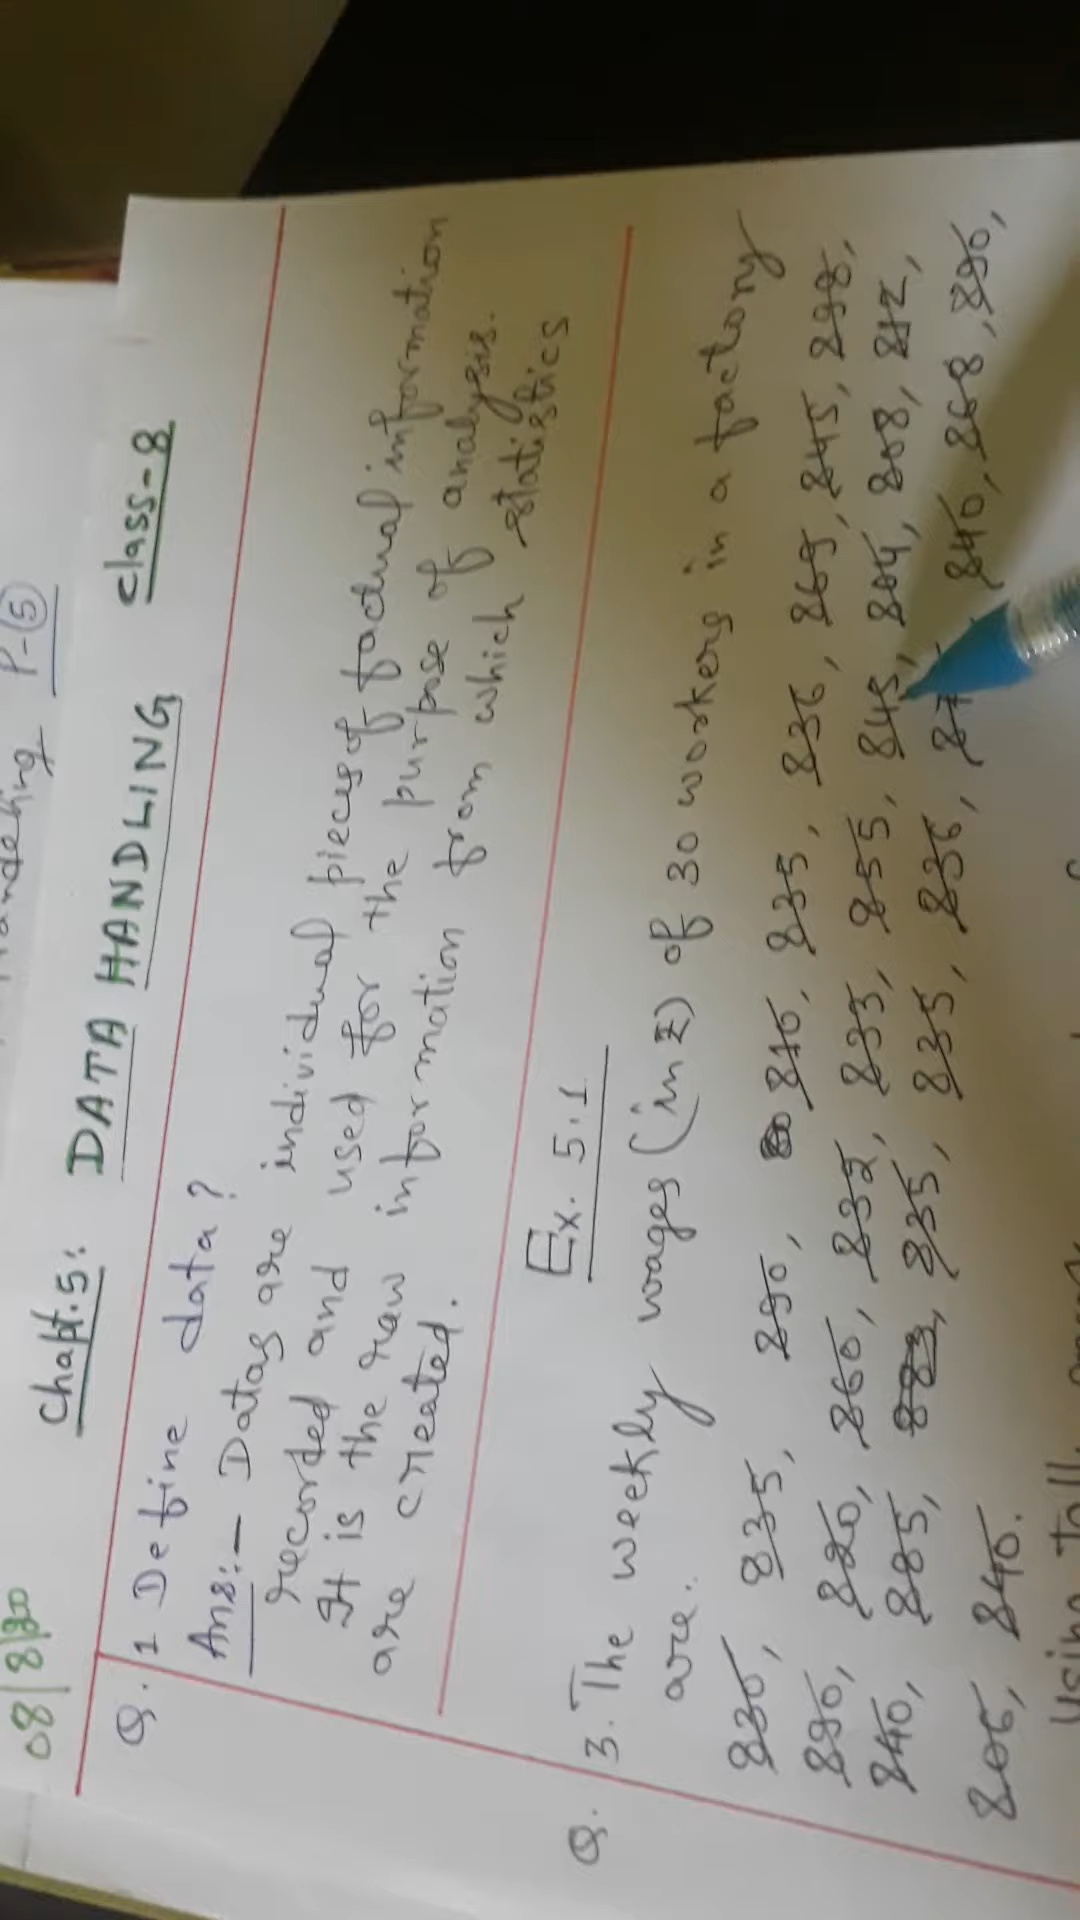 Handling P-5
08/8/20
Chapt.5: DATA HANDLING class-8
Q. 1 Define data?
Ans:- Datas are individual pieces of factual information
recorded and used for the purpose of analysis.
It is the raw information from which statistics
are created.
Ex. 5.1
Q. 3. The weekly wages (in ₹) of 30 workers in a factory
are.
830, 835, 890, 810, 835, 836, 869, 845, 898,
890, 820, 860, 832, 833, 855, 845, 804, 808, 812,
840, 885, 835, 835, 836, 840, 868, 890,
806, 840.
Using